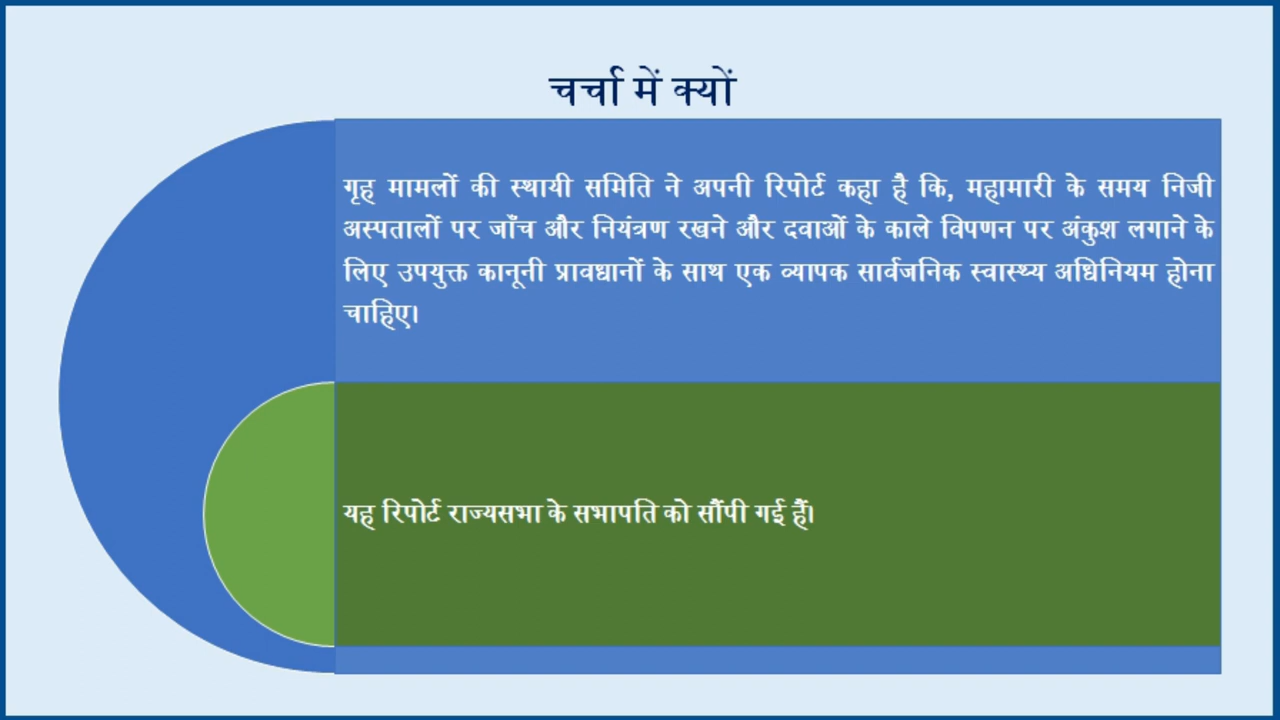 चर्चा में क्यों
गृह मामलों की स्थायी समिति ने अपनी रिपोर्ट कहा है कि, महामारी के समय निजी
अस्पतालों पर जाँच और नियंत्रण रखने और दवाओं के काले विपणन पर अंकुश लगाने के
लिए उपयुक्त कानूनी प्रावधानों के साथ एक व्यापक सार्वजनिक स्वास्थ्य अधिनियम होना
चाहिए।
यह रिपोर्ट राज्यसभा के सभापति को सौंपी गई हैं।